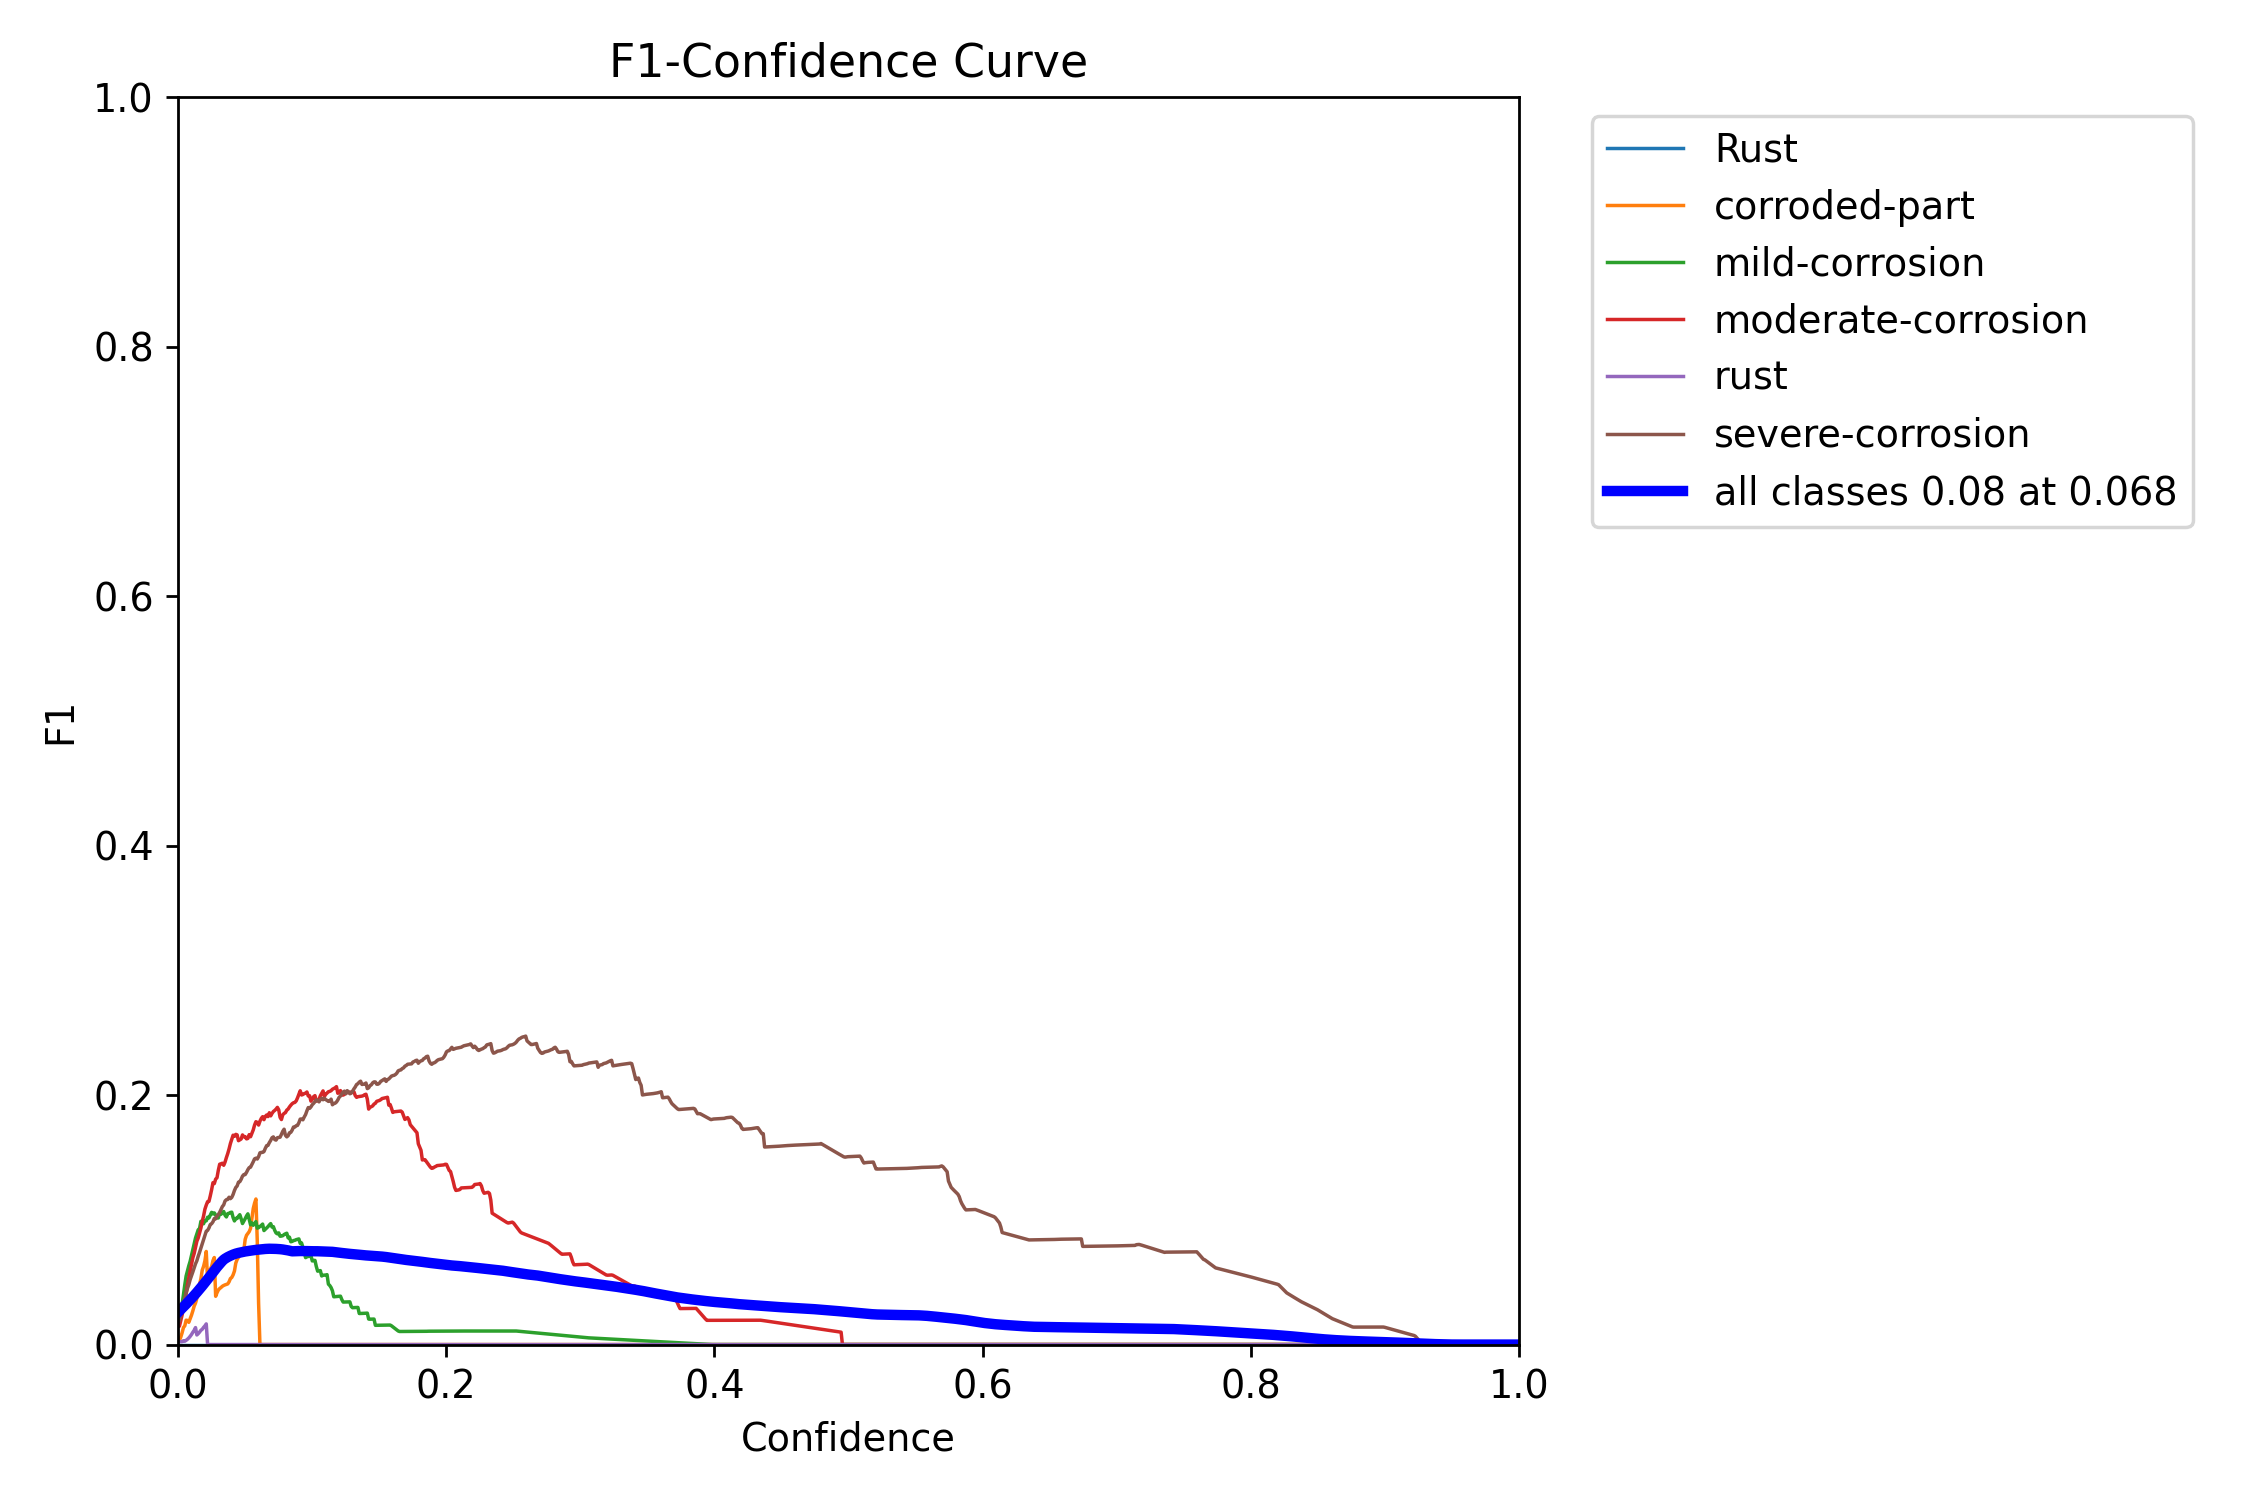 F1-Confidence Curve
1.0
0.8
0.6
0.4
0.2
0.0
F1
0.0 0.2 0.4 0.6 0.8 1.0
Confidence
Rust
corroded-part
mild-corrosion
moderate-corrosion
rust
severe-corrosion
all classes 0.08 at 0.068